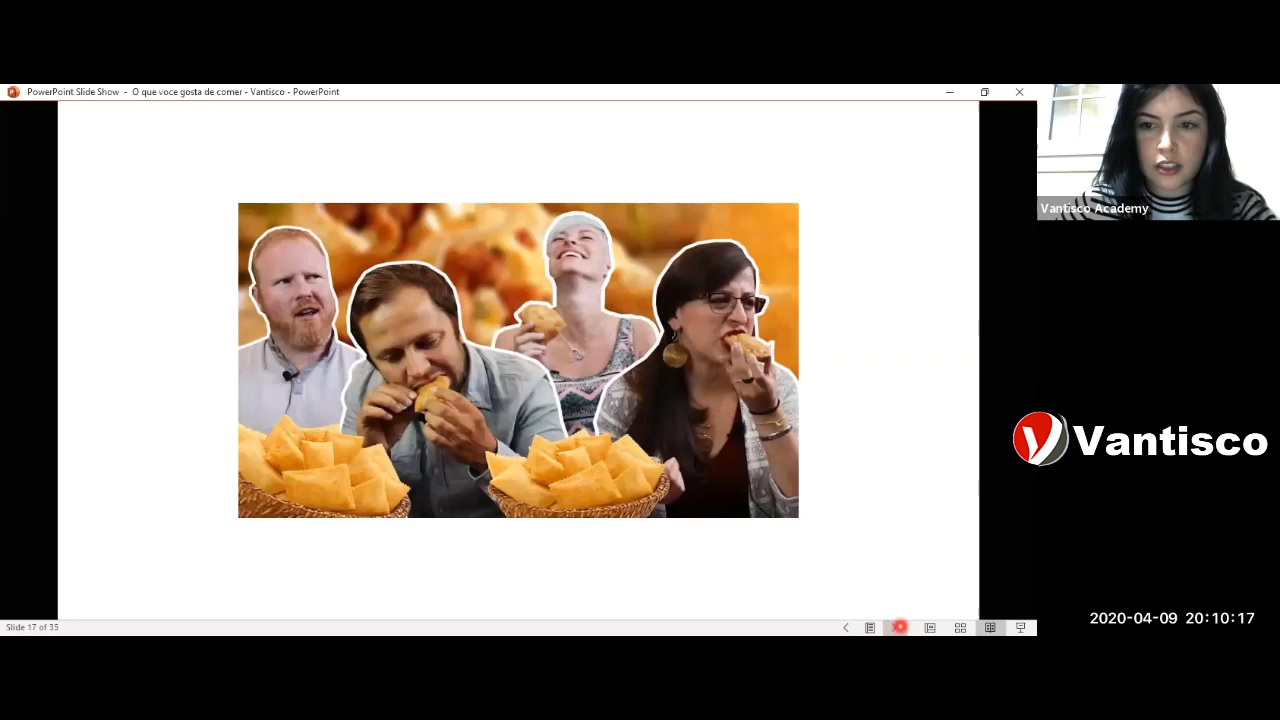 PowerPoint Slide Show - O que voce gosta de comer - Vantisco - PowerPoint
Vantisco Academy
Vantisco
2020-04-09 20:10:17
Slide 17 of 35